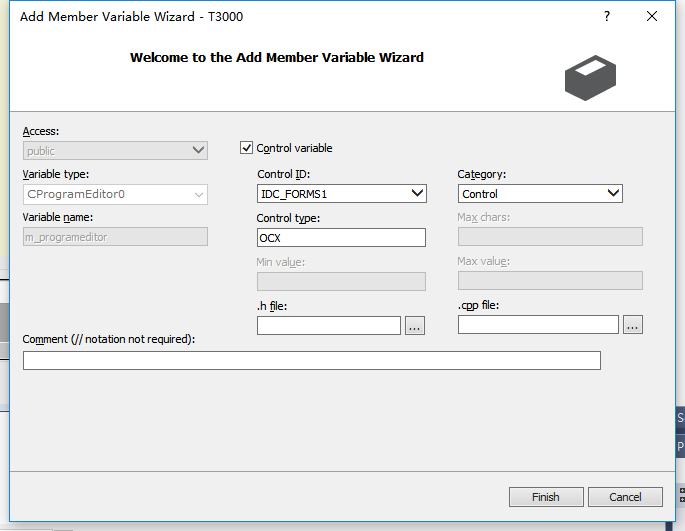 Add Member Variable Wizard - T3000
Welcome to the Add Member Variable Wizard
Access:
public
Control variable
Variable type:
CProgramEditor0
Control ID:
IDC_FORMS1
Category:
Control
Variable name:
m_programeditor
Control type:
OCX
Max chars:
Min value:
Max value:
.h file:
...
.cpp file:
...
Comment (// notation not required):
S
P
Finish
Cancel